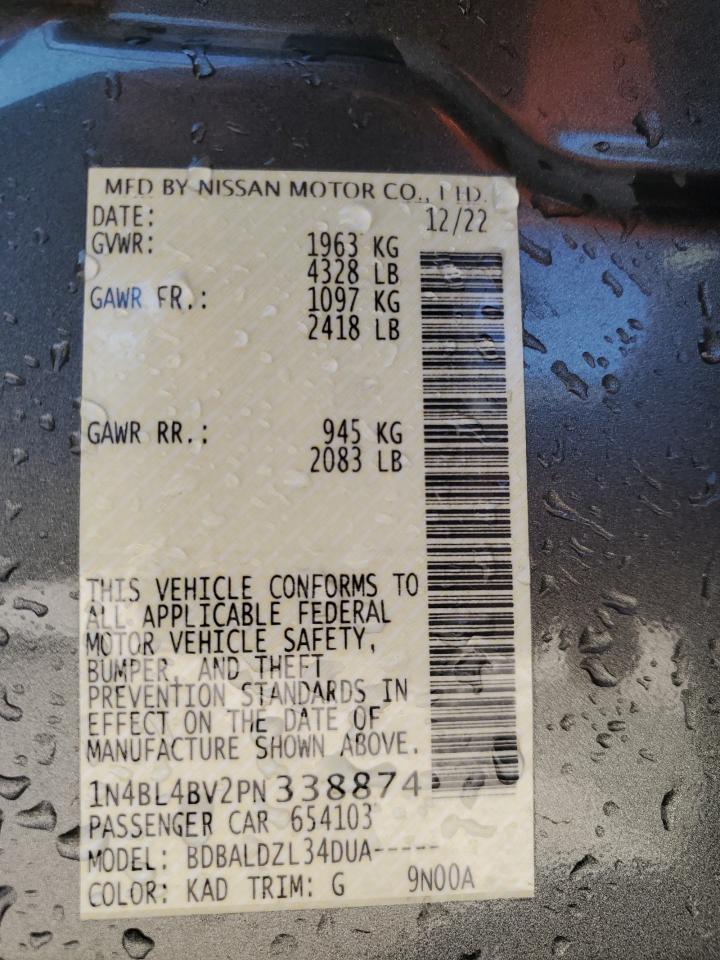 MFD BY NISSAN MOTOR CO., LTD.
DATE: 12/22
GVWR: 1963 KG
4328 LB
GAWR FR.: 1097 KG
2418 LB
GAWR RR.: 945 KG
2083 LB
THIS VEHICLE CONFORMS TO
ALL APPLICABLE FEDERAL
MOTOR VEHICLE SAFETY,
BUMPER, AND THEFT
PREVENTION STANDARDS IN
EFFECT ON THE DATE OF
MANUFACTURE SHOWN ABOVE.
1N4BL4BV2PN338874
PASSENGER CAR 654103
MODEL: BDBALDZL34DUA-----
COLOR: KAD TRIM: G 9N00A